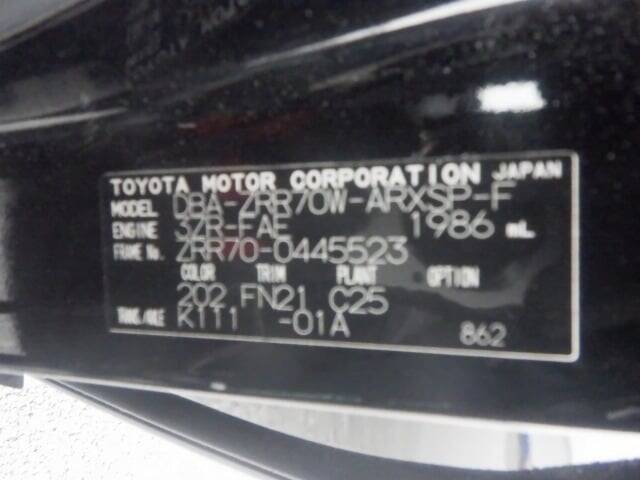 TOYOTA MOTOR CORPORATION JAPAN
MODEL DBA-ZRR70W-ARXSP-F
ENGINE 3ZR-FAE 1986 mL
FRAME No. ZRR70-0445523
COLOR TRIM PLANT OPTION
202 FN21 C25
TRANS/AXLE K111 -01A 862